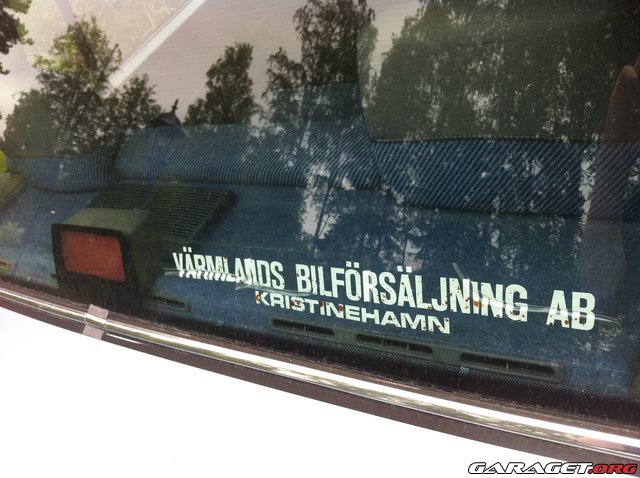 VÄRMLANDS BILFÖRSÄLJNING AB
KRISTINEHAMN
GARAGET.ORG